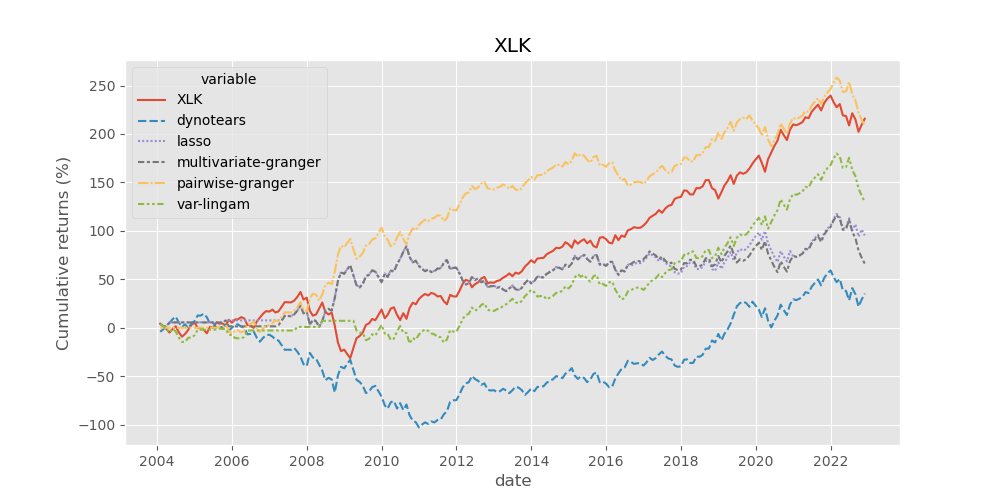 XLK
Cumulative returns (%)
250
200
150
100
50
0
−50
−100
variable
XLK
dynotears
lasso
multivariate-granger
pairwise-granger
var-lingam
2004 2006 2008 2010 2012 2014 2016 2018 2020 2022
date